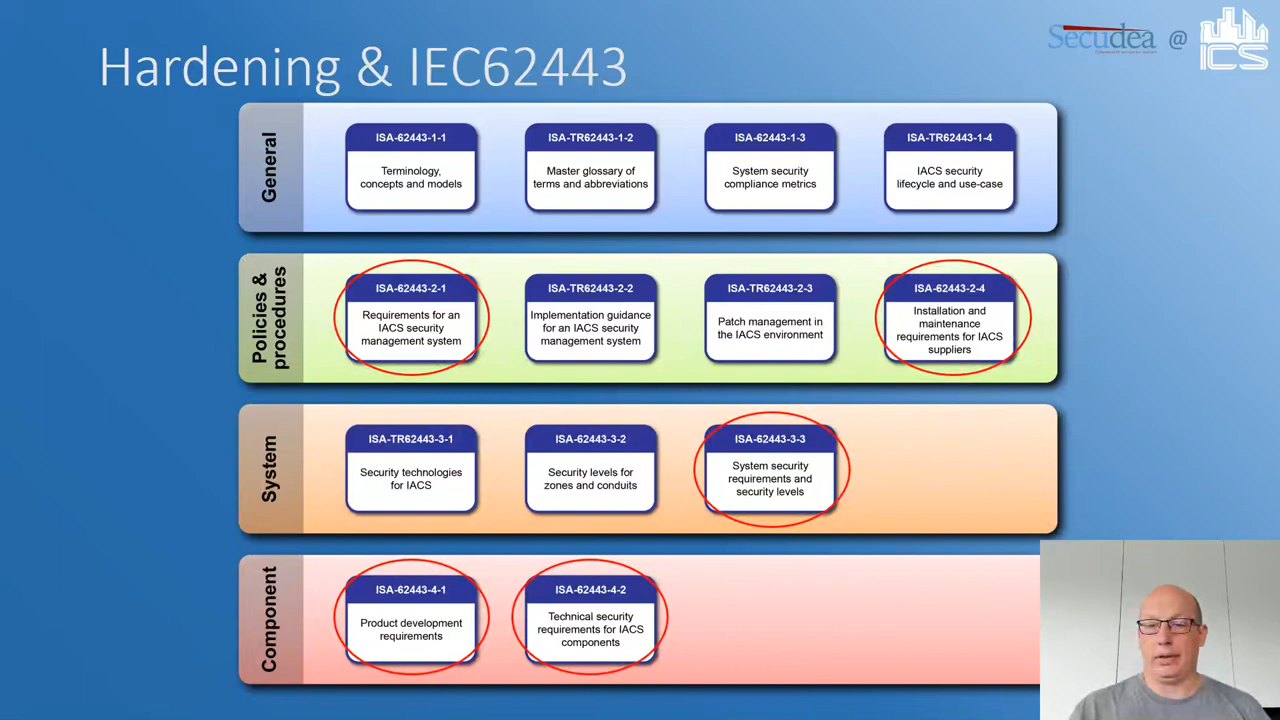 Hardening & IEC62443
Secudea @ ICS
General
ISA-62443-1-1
Terminology,
concepts and models
ISA-TR62443-1-2
Master glossary of
terms and abbreviations
ISA-62443-1-3
System security
compliance metrics
ISA-TR62443-1-4
IACS security
lifecycle and use-case
Policies &
procedures
ISA-62443-2-1
Requirements for an
IACS security
management system
ISA-TR62443-2-2
Implementation guidance
for an IACS security
management system
ISA-TR62443-2-3
Patch management in
the IACS environment
ISA-62443-2-4
Installation and
maintenance
requirements for IACS
suppliers
System
ISA-TR62443-3-1
Security technologies
for IACS
ISA-62443-3-2
Security levels for
zones and conduits
ISA-62443-3-3
System security
requirements and
security levels
Component
ISA-62443-4-1
Product development
requirements
ISA-62443-4-2
Technical security
requirements for IACS
components